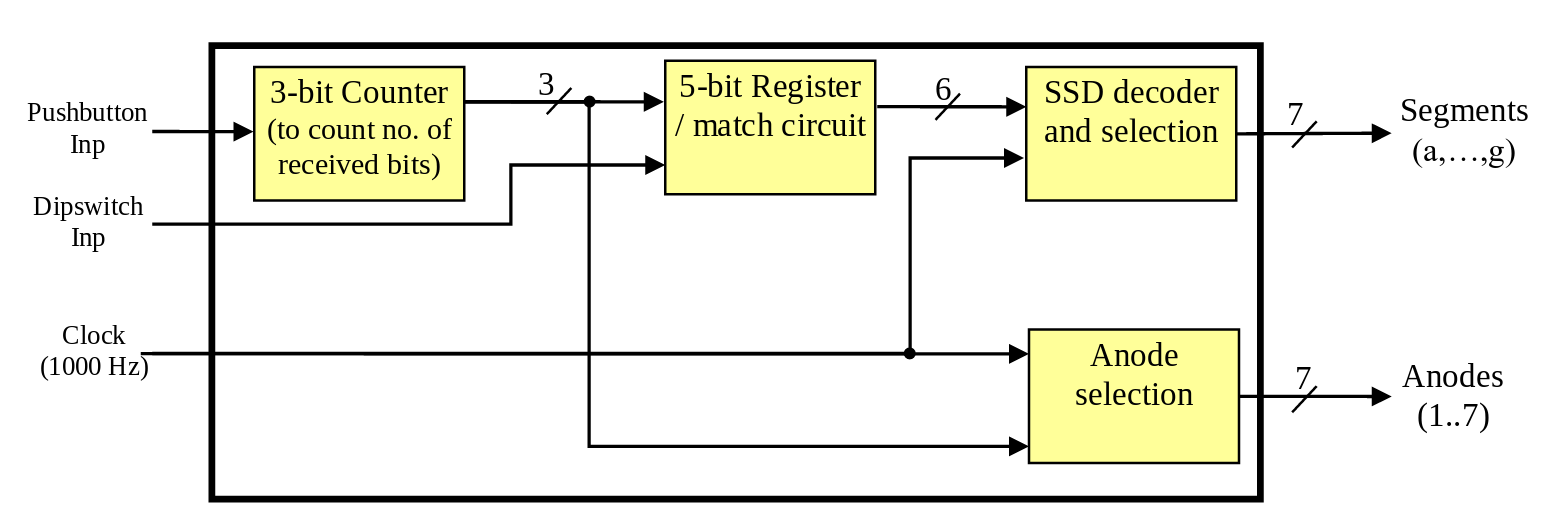 Pushbutton
Inp
Dipswitch
Inp
Clock
(1000 Hz)
3-bit Counter
(to count no. of
received bits)
3
5-bit Register
/ match circuit
6
SSD decoder
and selection
7
Segments
(a,…,g)
Anode
selection
7
Anodes
(1..7)